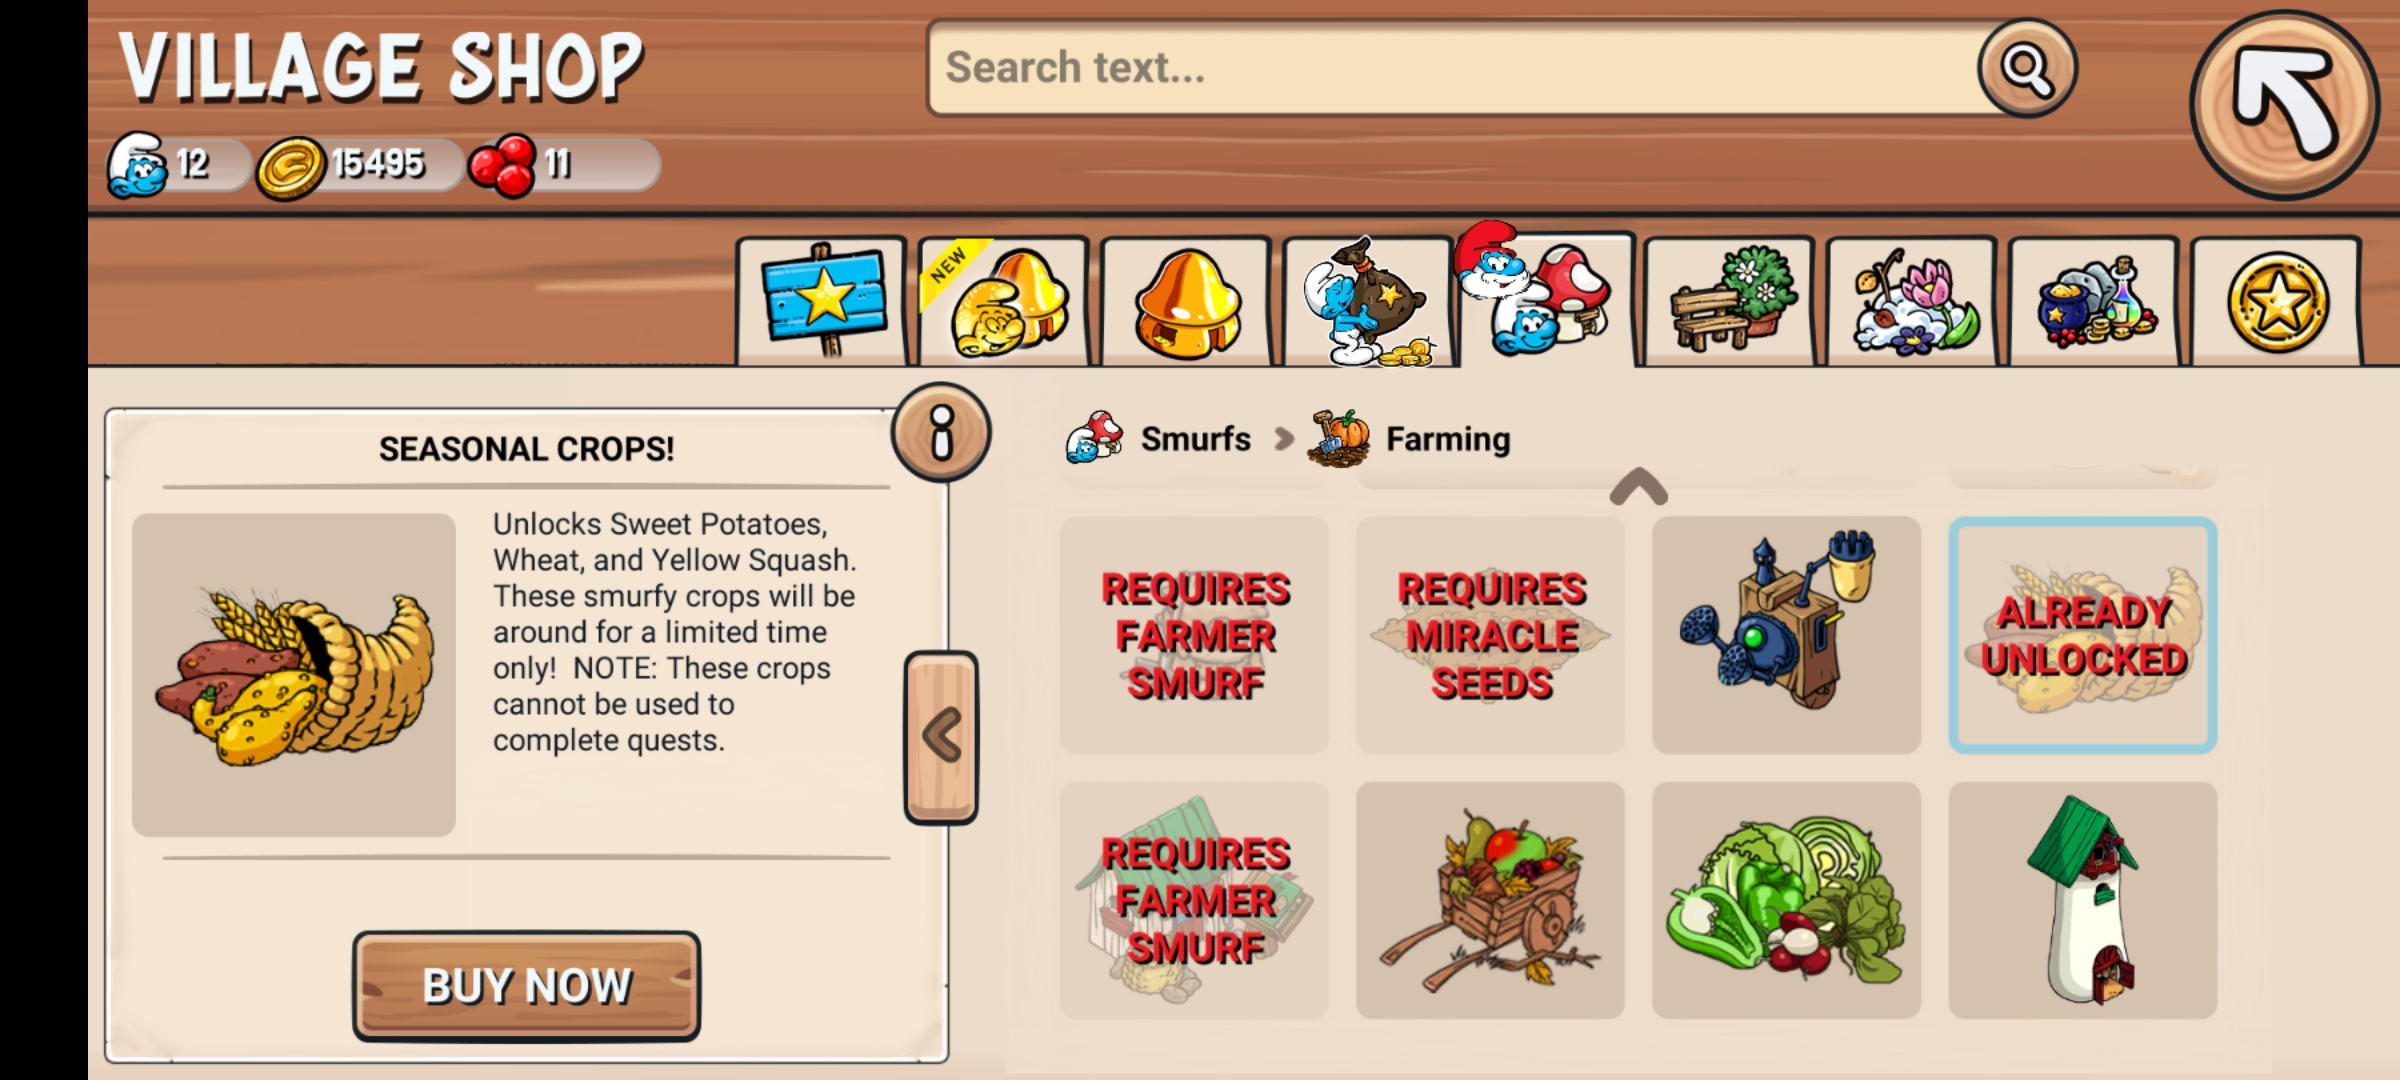 VILLAGE SHOP
Search text...
12
15495
11
NEW
SEASONAL CROPS!
Unlocks Sweet Potatoes,
Wheat, and Yellow Squash.
These smurfy crops will be
around for a limited time
only!  NOTE: These crops
cannot be used to
complete quests.
BUY NOW
Smurfs
Farming
REQUIRES
FARMER
SMURF
REQUIRES
MIRACLE
SEEDS
ALREADY
UNLOCKED
REQUIRES
FARMER
SMURF